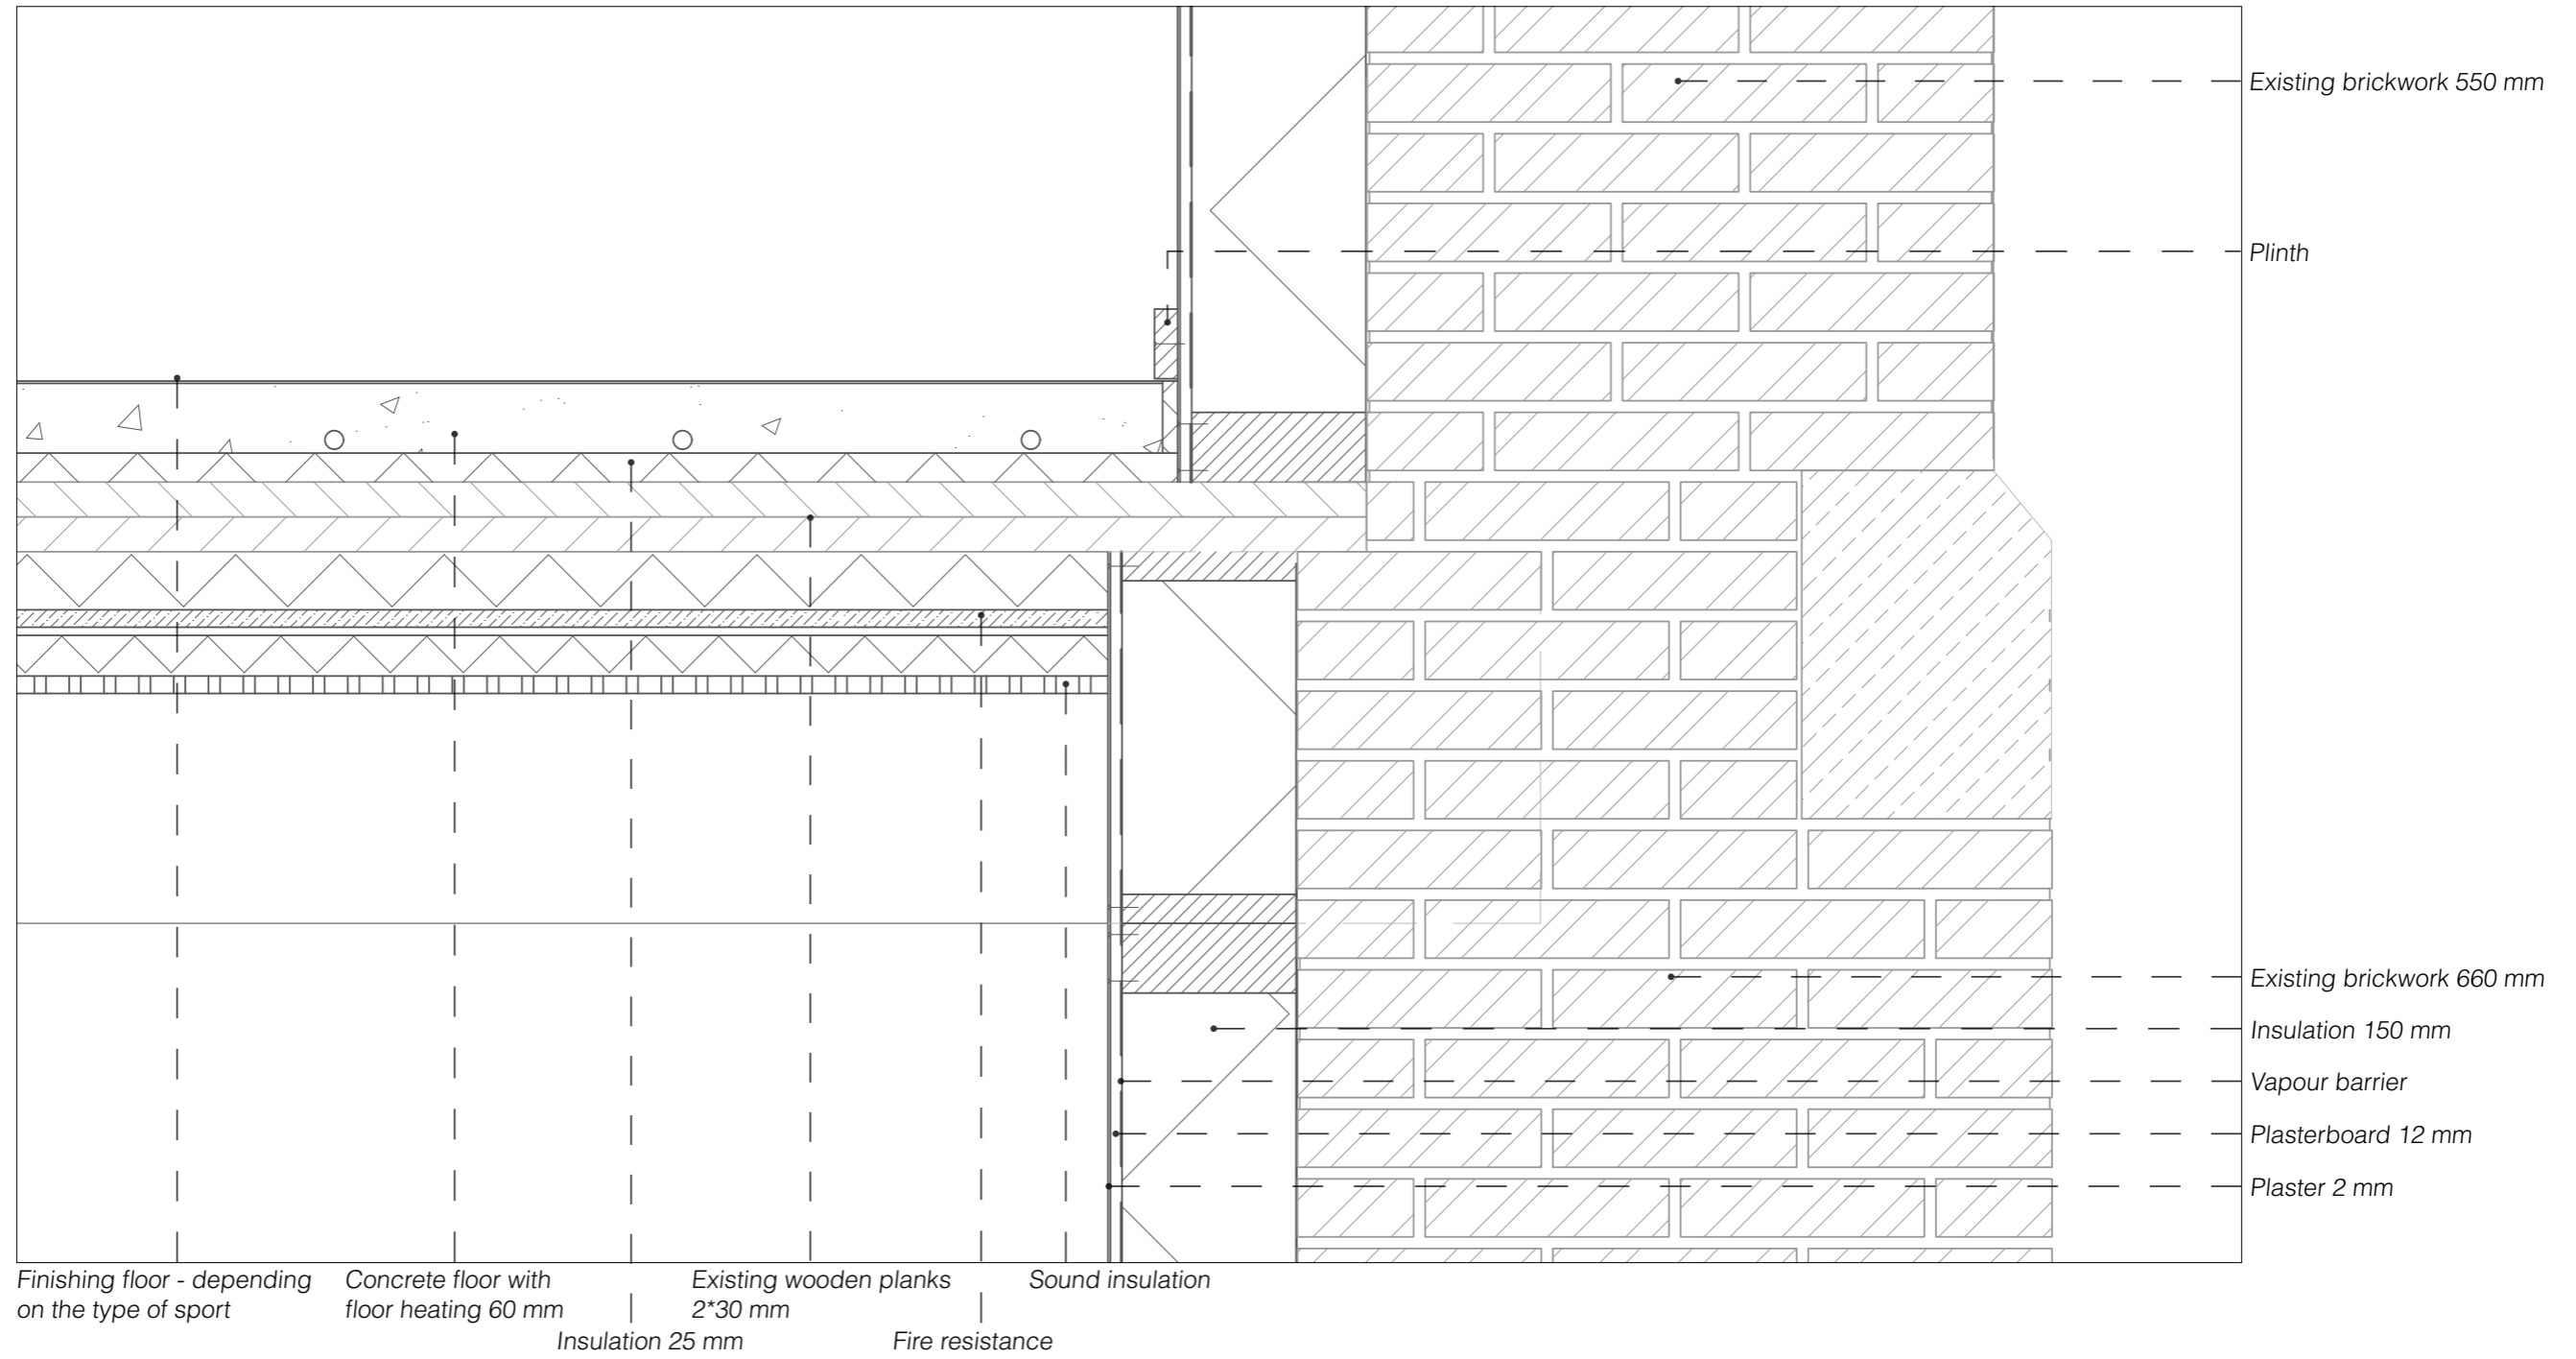 Existing brickwork 550 mm
Plinth
Existing brickwork 660 mm
Insulation 150 mm
Vapour barrier
Plasterboard 12 mm
Plaster 2 mm
Finishing floor - depending
on the type of sport
Concrete floor with
floor heating 60 mm
Insulation 25 mm
Existing wooden planks
2*30 mm
Fire resistance
Sound insulation